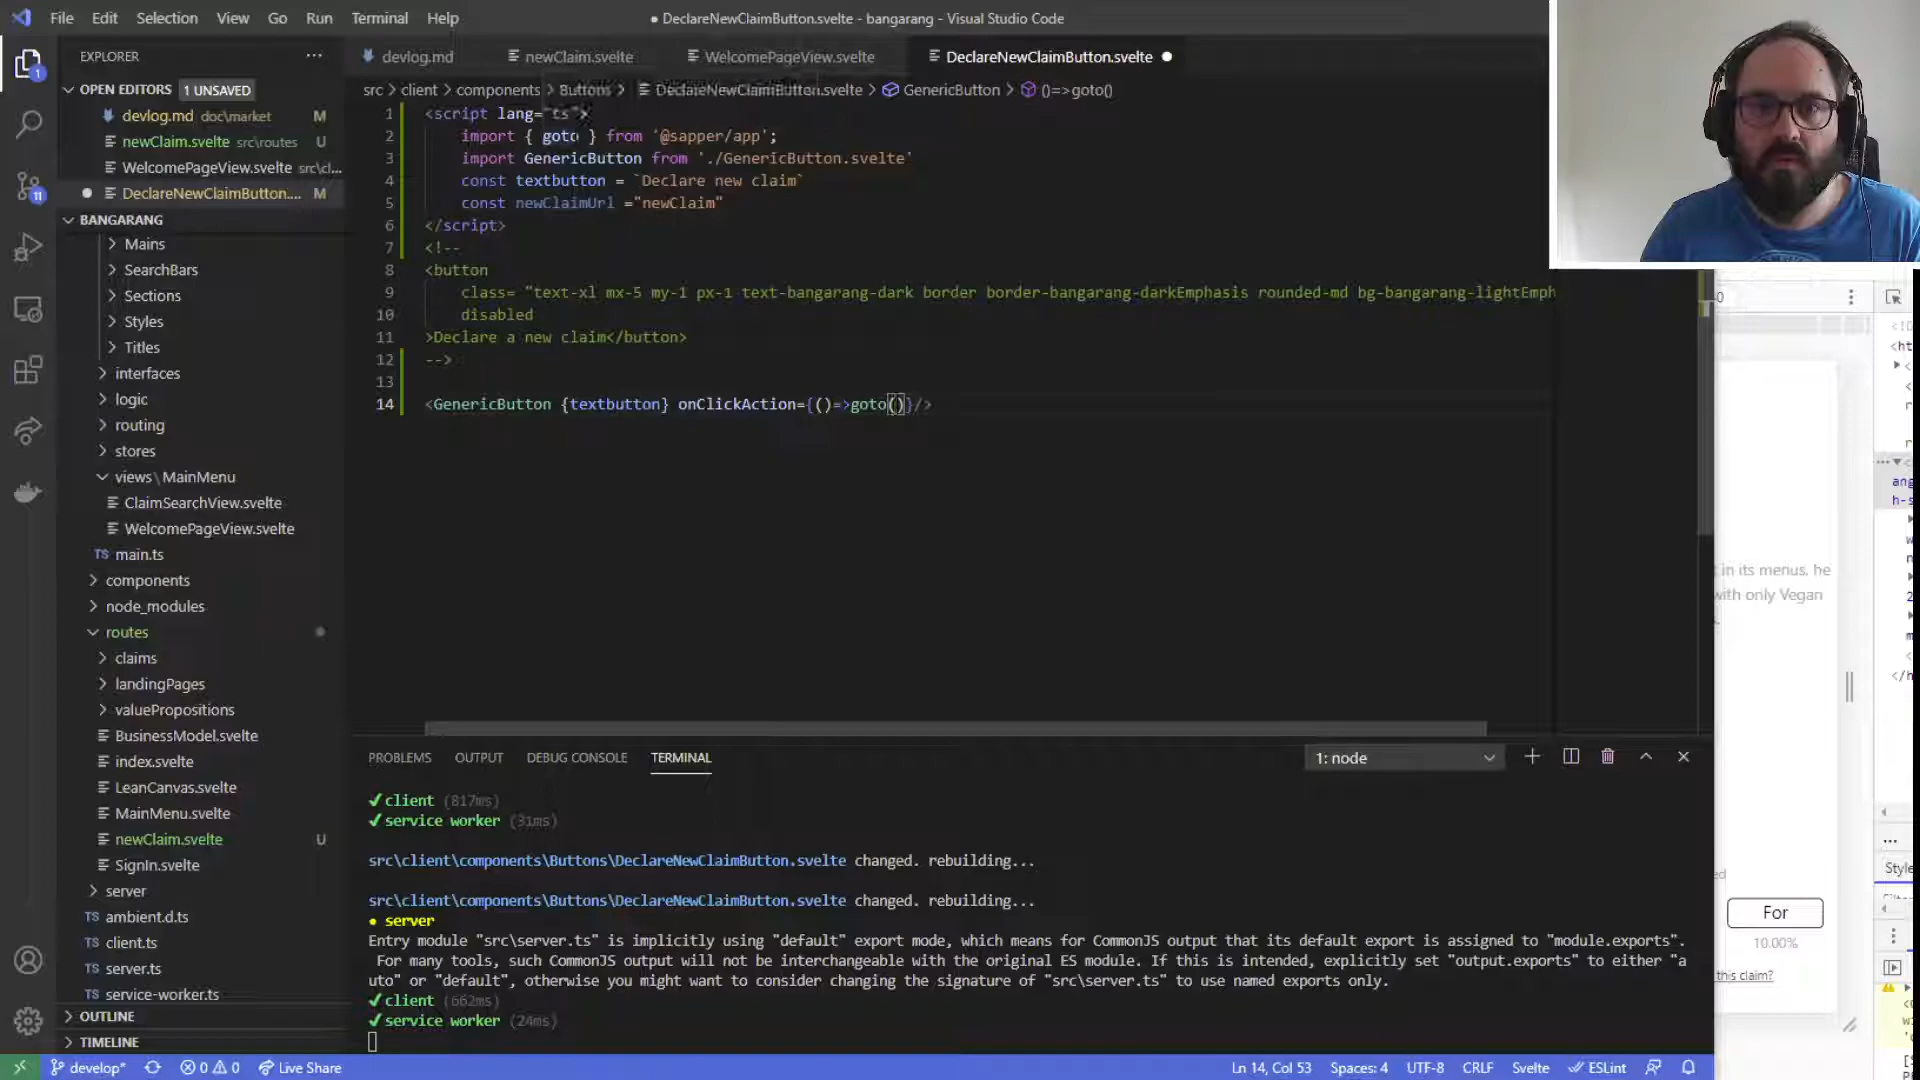 File Edit Selection View Go Run Terminal Help
● DeclareNewClaimButton.svelte - bangarang - Visual Studio Code
EXPLORER
devlog.md
newClaim.svelte
WelcomePageView.svelte
DeclareNewClaimButton.svelte
OPEN EDITORS 1 UNSAVED
devlog.md doc\market M
newClaim.svelte src\routes U
WelcomePageView.svelte src\cl...
DeclareNewClaimButton.... M
BANGARANG
Mains
SearchBars
Sections
Styles
Titles
interfaces
logic
routing
stores
views\MainMenu
ClaimSearchView.svelte
WelcomePageView.svelte
TS main.ts
components
node_modules
routes
claims
landingPages
valuePropositions
BusinessModel.svelte
index.svelte
LeanCanvas.svelte
MainMenu.svelte
newClaim.svelte U
SignIn.svelte
server
TS ambient.d.ts
TS client.ts
TS server.ts
TS service-worker.ts
OUTLINE
TIMELINE
1
11
src > client > components > Buttons > DeclareNewClaimButton.svelte > GenericButton > ()=>goto()
1 <script lang="ts">
2 import { goto } from '@sapper/app';
3 import GenericButton from './GenericButton.svelte'
4 const textbutton = `Declare new claim`
5 const newClaimUrl ="newClaim"
6 </script>
7 <!--
8 <button
9 class= "text-xl mx-5 my-1 px-1 text-bangarang-dark border border-bangarang-darkEmphasis rounded-md bg-bangarang-lightEmph
10 disabled
11 >Declare a new claim</button>
12 -->
13
14 <GenericButton {textbutton} onClickAction={()=>goto()}/>
PROBLEMS OUTPUT DEBUG CONSOLE TERMINAL
1: node
✔client (817ms)
✔service worker (31ms)
src\client\components\Buttons\DeclareNewClaimButton.svelte changed. rebuilding...
src\client\components\Buttons\DeclareNewClaimButton.svelte changed. rebuilding...
• server
Entry module "src\server.ts" is implicitly using "default" export mode, which means for CommonJS output that its default export is assigned to "module.exports".
For many tools, such CommonJS output will not be interchangeable with the original ES module. If this is intended, explicitly set "output.exports" to either "a
uto" or "default", otherwise you might want to consider changing the signature of "src\server.ts" to use named exports only.
✔client (662ms)
✔service worker (24ms)
develop* 0 0 Live Share
Ln 14, Col 53 Spaces: 4 UTF-8 CRLF Svelte ESLint
in its menus. he
with only Vegan
For
10.00%
this claim?
Style